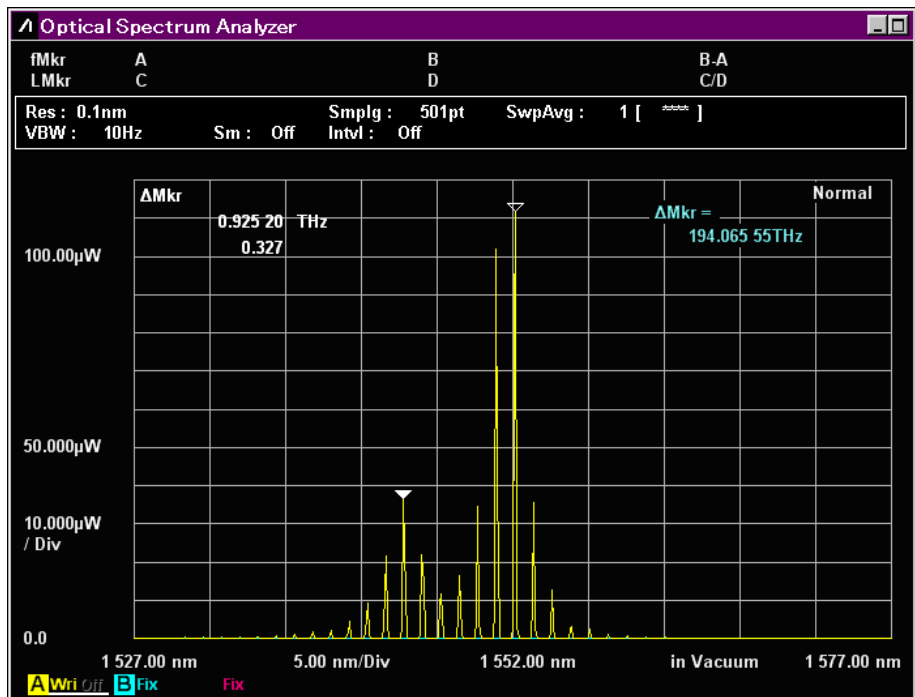 Optical Spectrum Analyzer
fMkr A B B-A
LMkr C D C/D
Res : 0.1nm Smplg : 501pt SwpAvg : 1 [ **** ]
VBW : 10Hz Sm : Off Intvl : Off
ΔMkr Normal
0.925 20 THz ΔMkr =
0.327 194.065 55THz
100.00µW
50.000µW
10.000µW
/ Div
0.0
1 527.00 nm 5.00 nm/Div 1 552.00 nm in Vacuum 1 577.00 nm
A Wri Off B Fix Fix